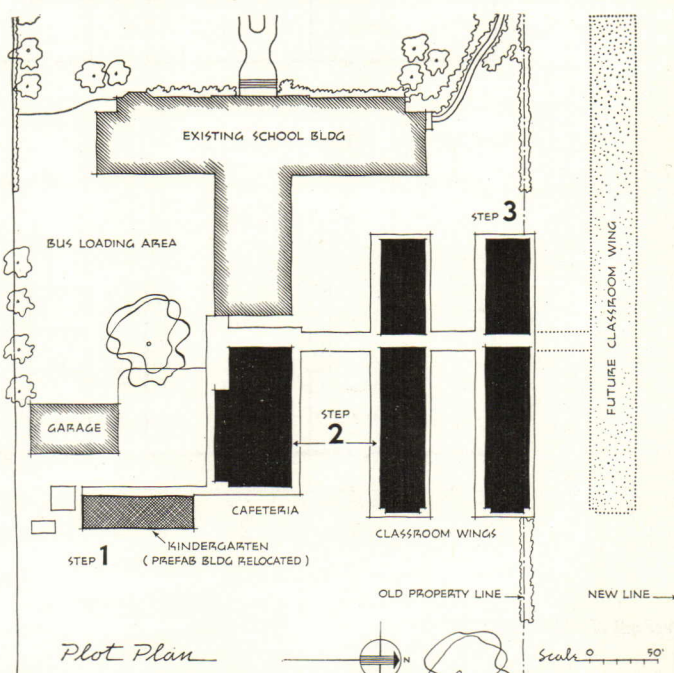 EXISTING SCHOOL BLDG
STEP 3
BUS LOADING AREA
FUTURE CLASSROOM WING
STEP
2
GARAGE
CAFETERIA
CLASSROOM WINGS
KINDERGARTEN
(PREFAB BLDG RELOCATED)
STEP 1
OLD PROPERTY LINE
NEW LINE
Plot Plan
N
Scale 0 50'